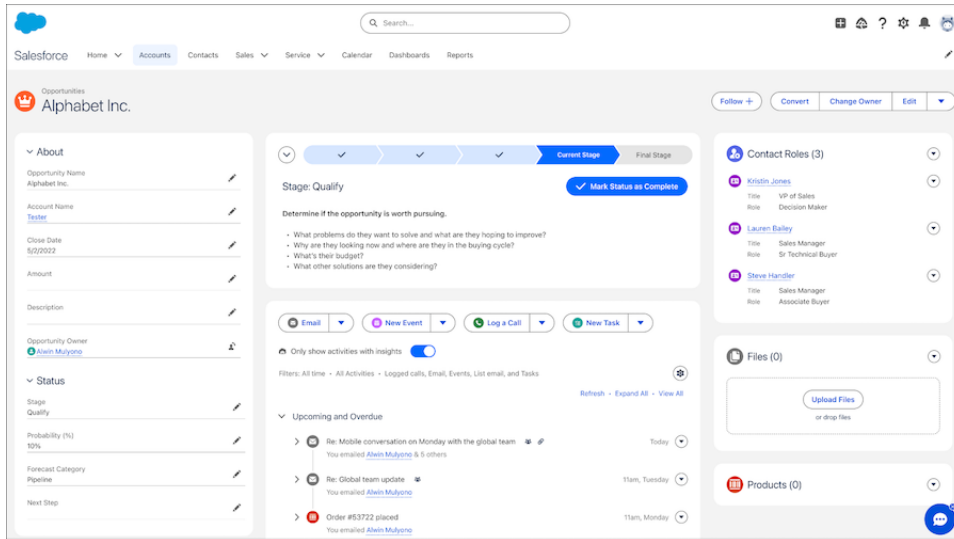 Search...
Salesforce
Home
Accounts
Contacts
Sales
Service
Calendar
Dashboards
Reports
Opportunities
Alphabet Inc.
Follow +
Convert
Change Owner
Edit
About
Opportunity Name
Alphabet Inc.
Account Name
Tester
Close Date
5/2/2022
Amount
Description
Opportunity Owner
Alwin Mulyono
Status
Stage
Qualify
Probability (%)
10%
Forecast Category
Pipeline
Next Step
Current Stage
Final Stage
Stage: Qualify
Mark Status as Complete
Determine if the opportunity is worth pursuing.
• What problems do they want to solve and what are they hoping to improve?
• Why are they looking now and where are they in the buying cycle?
• What's their budget?
• What other solutions are they considering?
Email
New Event
Log a Call
New Task
Only show activities with insights
Filters: All time • All Activities • Logged calls, Email, Events, List email, and Tasks
Refresh • Expand All • View All
Upcoming and Overdue
Re: Mobile conversation on Monday with the global team
Today
You emailed Alwin Mulyono & 5 others
Re: Global team update
11am, Tuesday
You emailed Alwin Mulyono
Order #53722 placed
11am, Monday
You emailed Alwin Mulyono
Contact Roles (3)
Kristin Jones
Title VP of Sales
Role Decision Maker
Lauren Bailey
Title Sales Manager
Role Sr Technical Buyer
Steve Handler
Title Sales Manager
Role Associate Buyer
Files (0)
Upload Files
or drop files
Products (0)